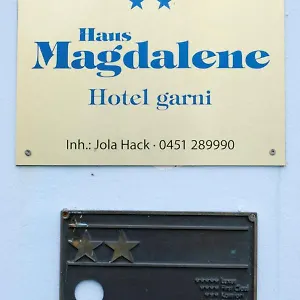 Haus
Magdalene
Hotel garni
Inh.: Jola Hack · 0451 289990